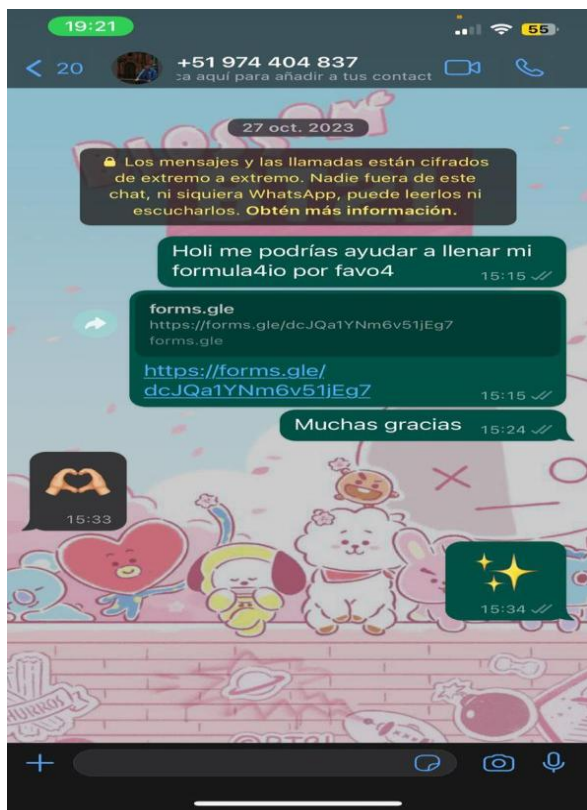 19:21
55
20
+51 974 404 837
ca aquí para añadir a tus contact
BLOSSOM
27 oct. 2023
Los mensajes y las llamadas están cifrados
de extremo a extremo. Nadie fuera de este
chat, ni siquiera WhatsApp, puede leerlos ni
escucharlos. Obtén más información.
Holi me podrías ayudar a llenar mi
formula4io por favo4
15:15
forms.gle
https://forms.gle/dcJQa1YNm6v51jEg7
forms.gle
https://forms.gle/
dcJQa1YNm6v51jEg7
15:15
Muchas gracias 15:24
15:33
15:34